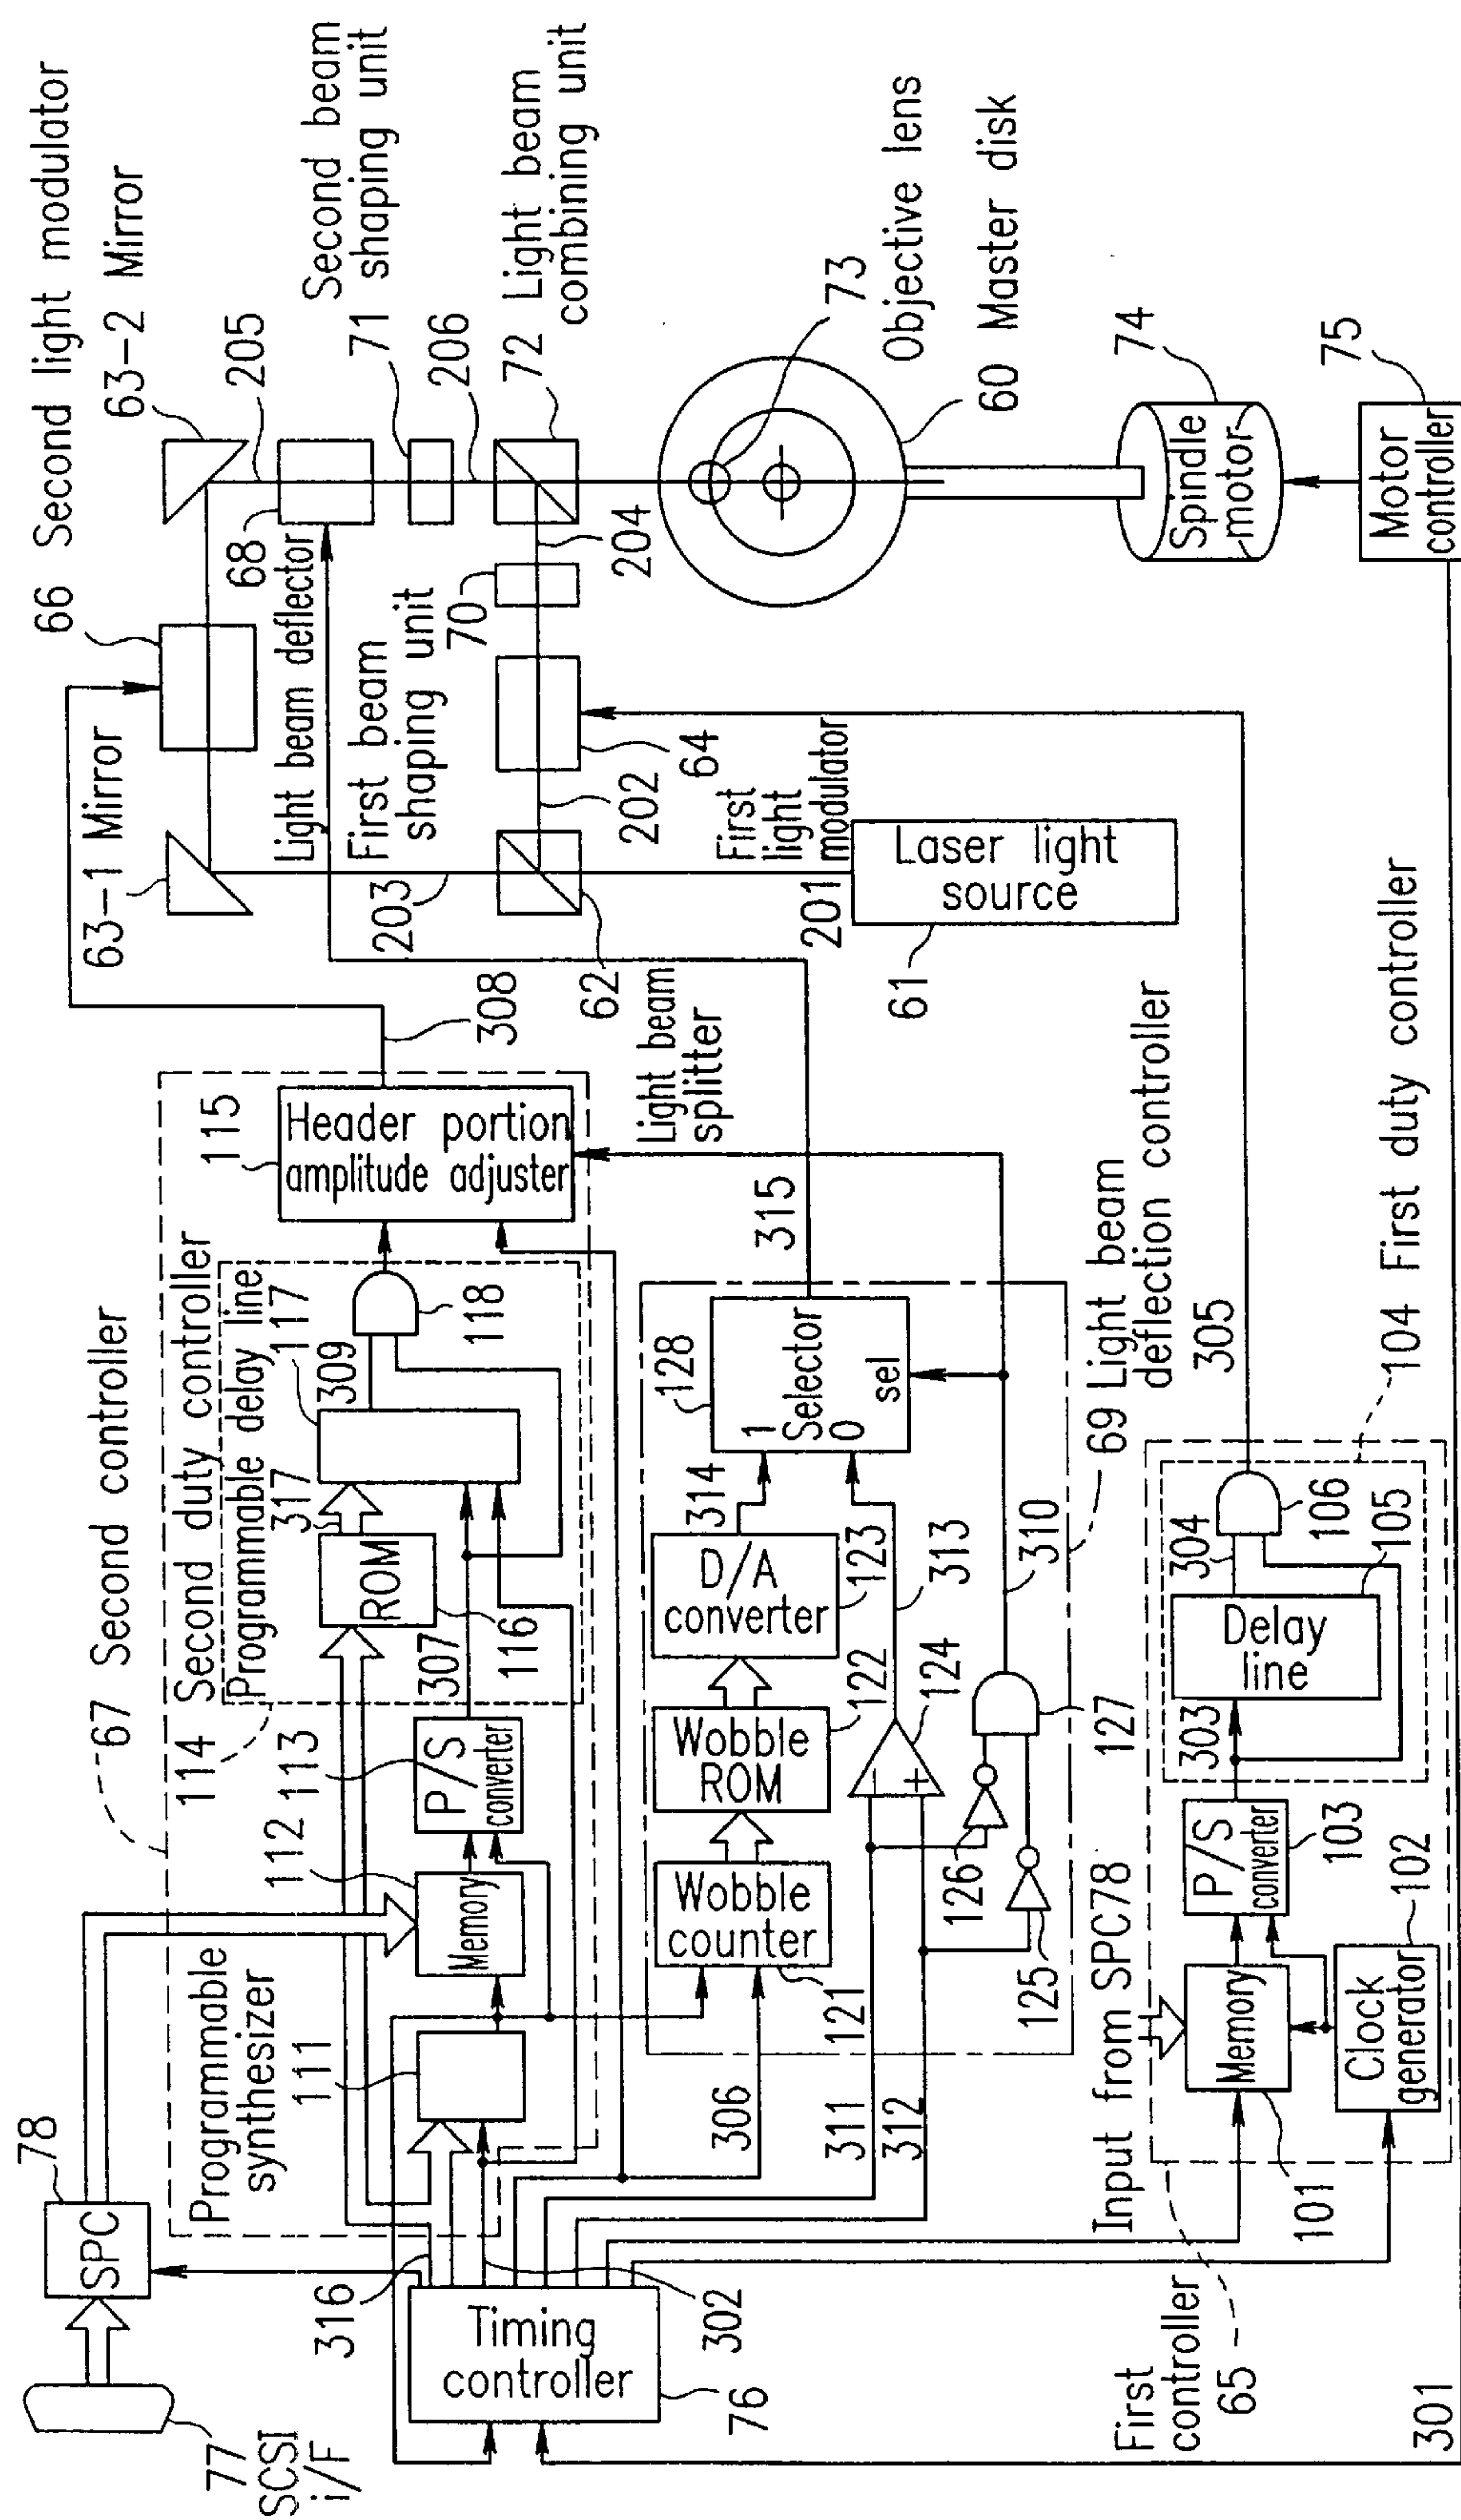 77
SCSI
i/F
78
SPC
316
Timing
controller
76
302
301
67 Second controller
Programmable
synthesizer
111
112
Memory
113
P/S
converter
307
114 Second duty controller
Programmable delay line
117
317
ROM
116
309
118
115
Header portion
amplitude adjuster
308
306
Wobble
counter
121
Wobble
ROM
122
D/A
converter
123
314
128
1
Selector
0
sel
315
311
312
313
124
−
+
126
125
127
310
69 Light beam
deflection controller
First
controller
65
Input from SPC78
101
Memory
102
Clock
generator
103
P/S
converter
303
Delay
line
304
105
106
305
104 First duty controller
66 Second light modulator
63-1 Mirror
63-2 Mirror
203
205
Light beam deflector
68
Second beam
shaping unit
71
206
First beam
shaping unit
70
72 Light beam
combining unit
204
62
Light beam
splitter
202
64
First
light
modulator
201
Laser light
source
61
73
Objective lens
60 Master disk
74
Spindle
motor
75
Motor
controller